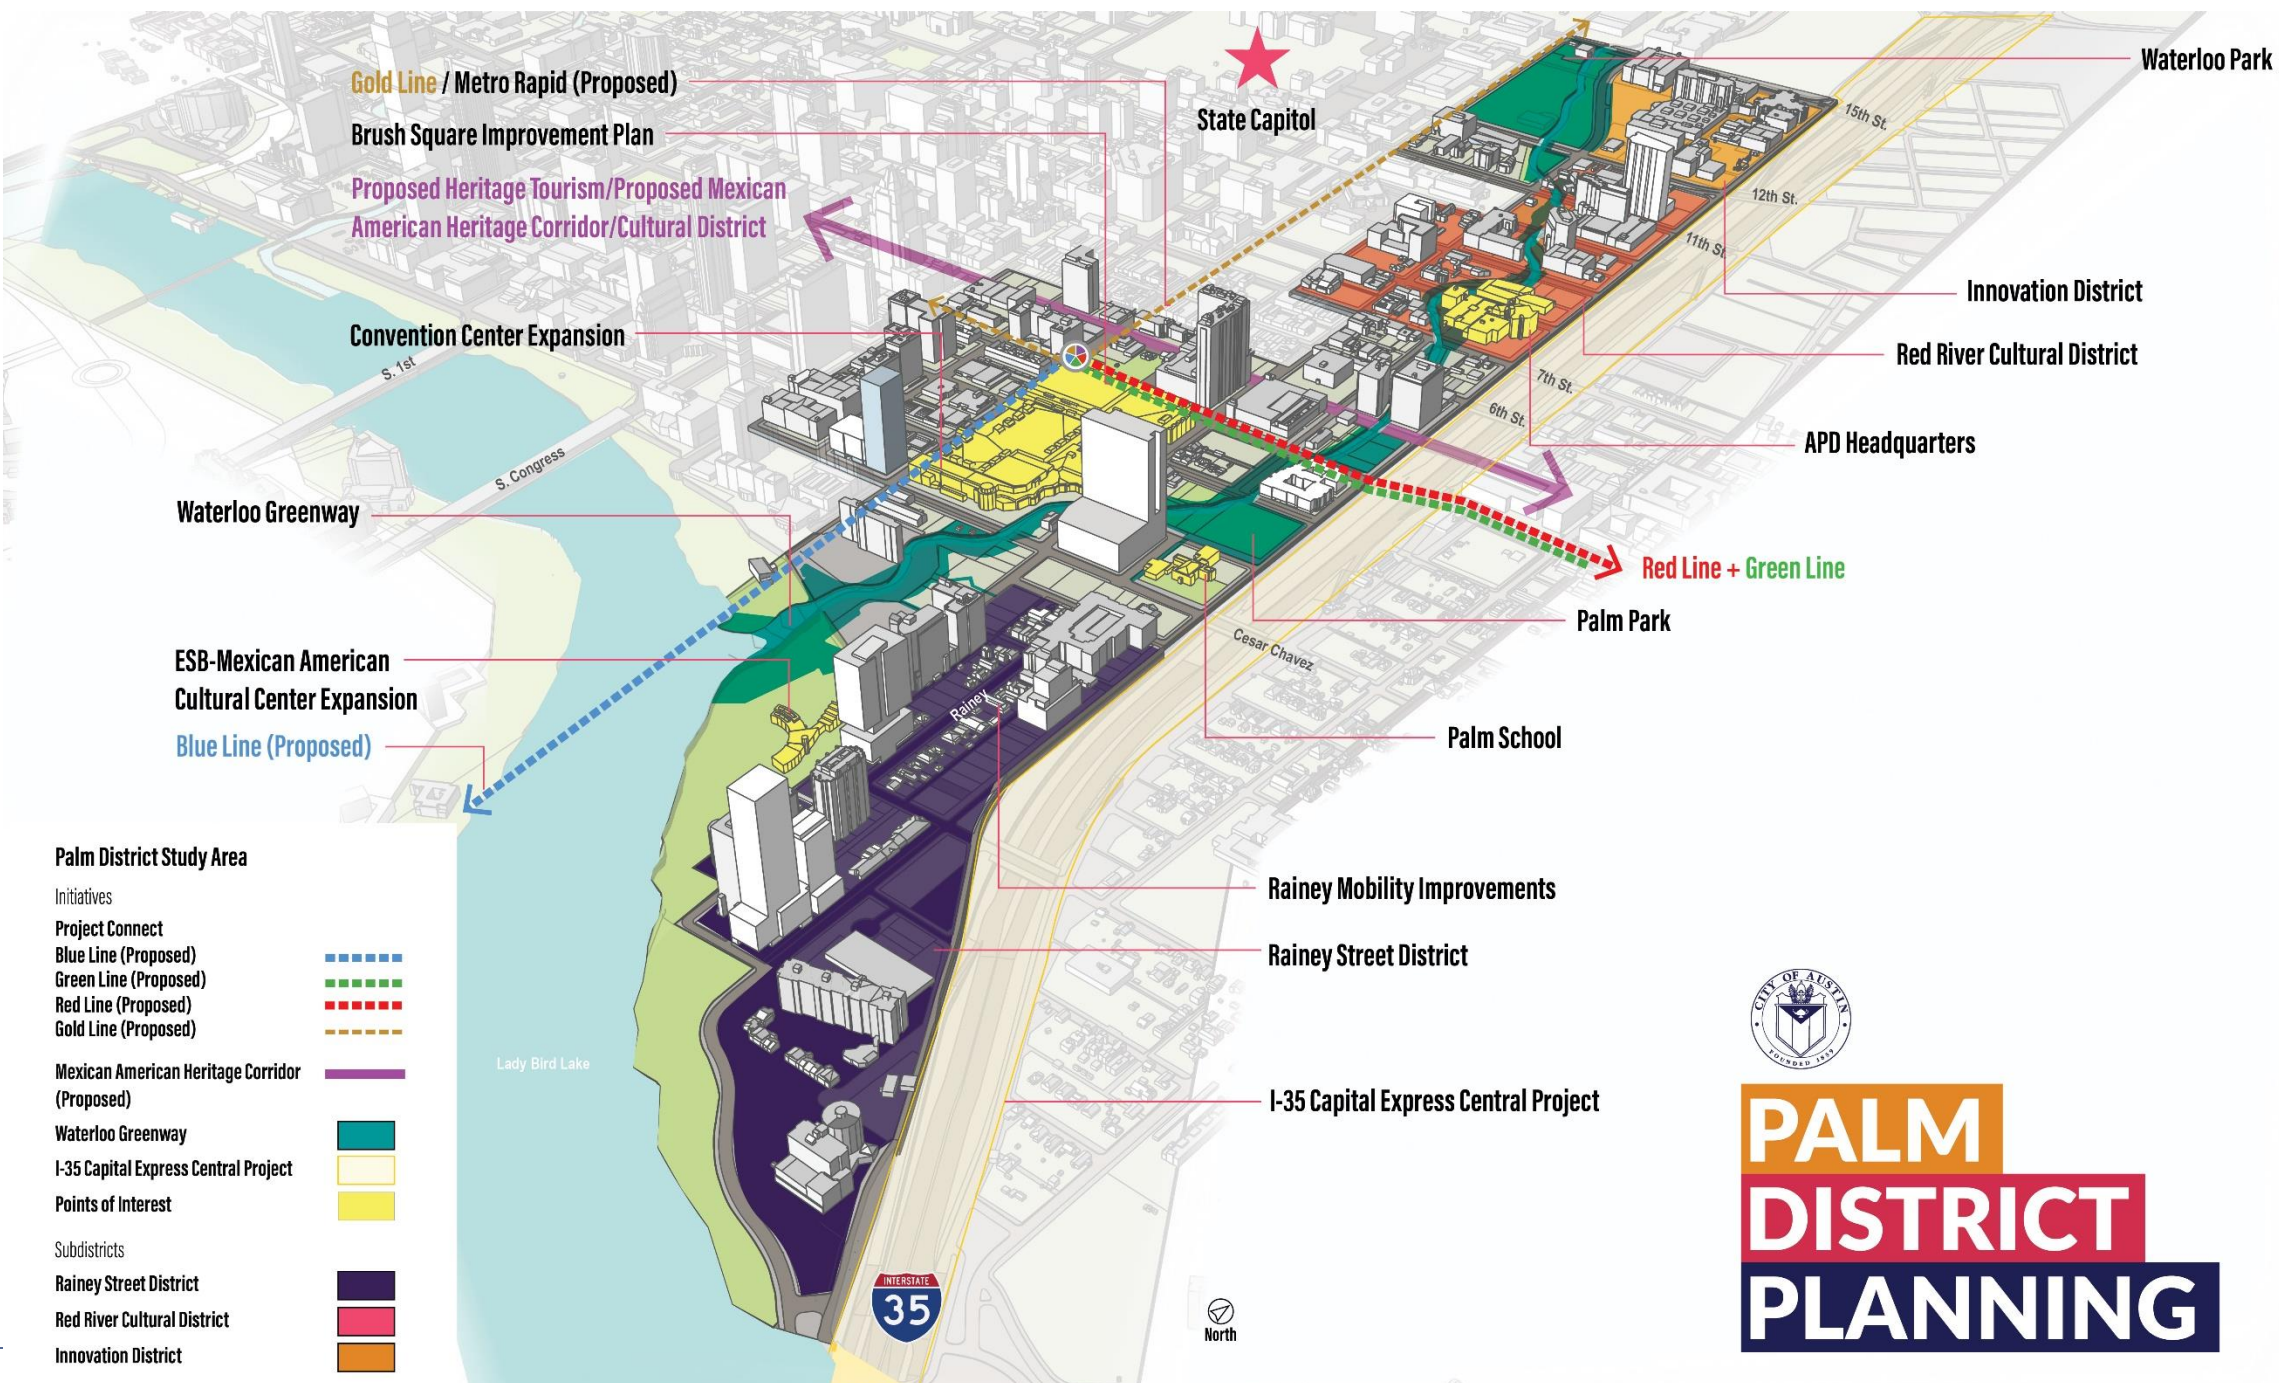 Gold Line / Metro Rapid (Proposed)
Brush Square Improvement Plan
Proposed Heritage Tourism/Proposed Mexican
American Heritage Corridor/Cultural District
Convention Center Expansion
Waterloo Greenway
ESB-Mexican American
Cultural Center Expansion
Blue Line (Proposed)
State Capitol
Waterloo Park
Innovation District
Red River Cultural District
APD Headquarters
Red Line + Green Line
Palm Park
Palm School
Rainey Mobility Improvements
Rainey Street District
I-35 Capital Express Central Project
15th St.
12th St.
11th St.
7th St.
6th St.
Cesar Chavez
S. 1st
S. Congress
Rainey
Lady Bird Lake
INTERSTATE
35
North
Palm District Study Area
Initiatives
Project Connect
Blue Line (Proposed)
Green Line (Proposed)
Red Line (Proposed)
Gold Line (Proposed)
Mexican American Heritage Corridor
(Proposed)
Waterloo Greenway
I-35 Capital Express Central Project
Points of Interest
Subdistricts
Rainey Street District
Red River Cultural District
Innovation District
CITY OF AUSTIN
FOUNDED 1839
PALM
DISTRICT
PLANNING